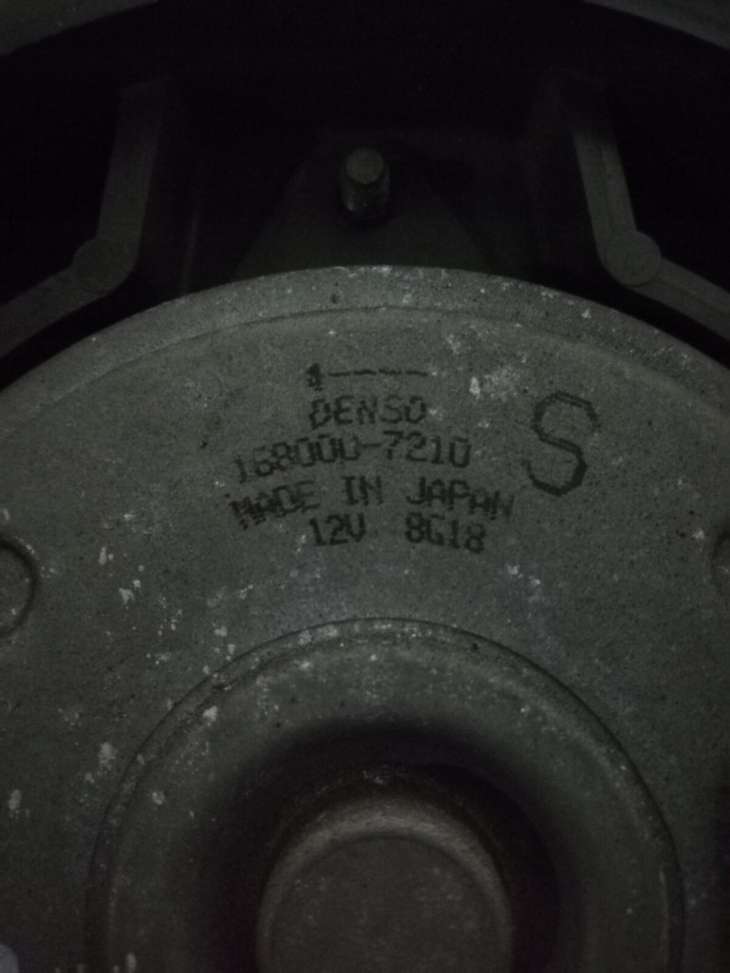 DENSO
168000-7210
S
MADE IN JAPAN
12V 8G18